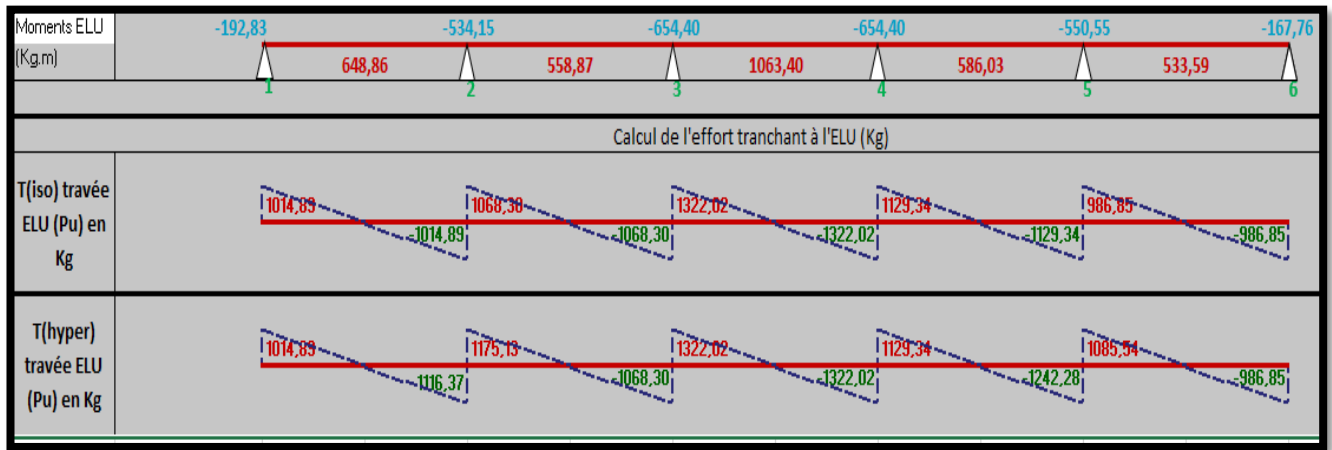 Moments ELU
(Kg.m)
-192,83 -534,15 -654,40 -654,40 -550,55 -167,76
648,86 558,87 1063,40 586,03 533,59
1 2 3 4 5 6
Calcul de l'effort tranchant à l'ELU (Kg)
T(iso) travée
ELU (Pu) en
Kg
1014,89 1068,30 1322,02 1129,34 986,85
-1014,89 -1068,30 -1322,02 -1129,34 -986,85
T(hyper)
travée ELU
(Pu) en Kg
1014,89 1175,13 1322,02 1129,34 1085,54
-1116,37 -1068,30 -1322,02 -1242,28 -986,85